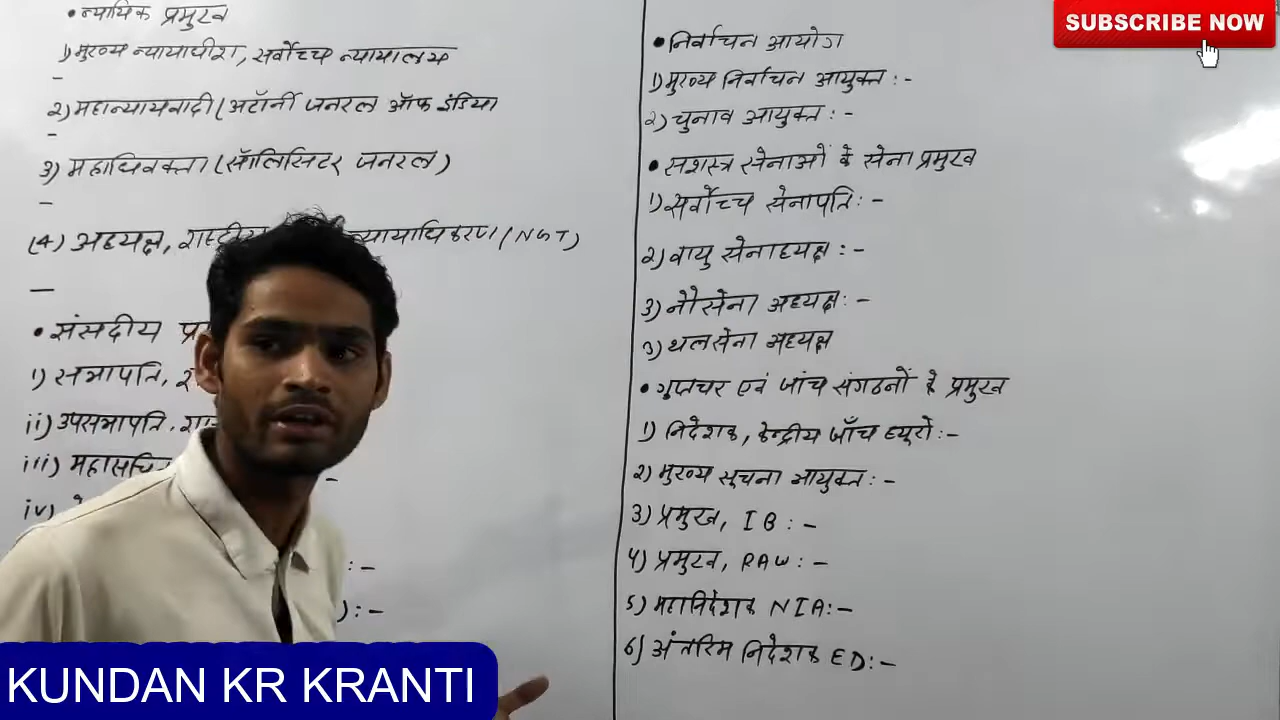 • न्यायिक प्रमुख
1) मुख्य न्यायाधीश, सर्वोच्च न्यायालय
–
2) महान्यायवादी (अटॉर्नी जनरल ऑफ इंडिया
–
3) महाधिवक्ता (सॅालिसिटर जनरल)
–
(4) अध्यक्ष, राष्ट्रीय न्यायाधिकरण (NGT)
—
• संसदीय
i) सभापति,
ii) उपसभापति,
iii) महासचि –
iv)
:–
):–
• निर्वाचन आयोग
1) मुख्य निर्वाचन आयुक्त :-
2) चुनाव आयुक्त :-
• सशस्त्र सेनाओं के सेना प्रमुख
1) सर्वोच्च सेनापति :-
2) वायु सेनाध्यक्ष :-
3) नौसेना अध्यक्ष :-
3) थलसेना अध्यक्ष
• गुप्तचर एवं जांच संगठनों के प्रमुख
1) निदेशक, केन्द्रीय जाँच ब्यूरो :-
2) मुख्य सूचना आयुक्त :-
3) प्रमुख, IB :-
4) प्रमुख, RAW :-
5) महानिदेशक NIA :-
6) अंतरिम निदेशक ED :-
SUBSCRIBE NOW
KUNDAN KR KRANTI